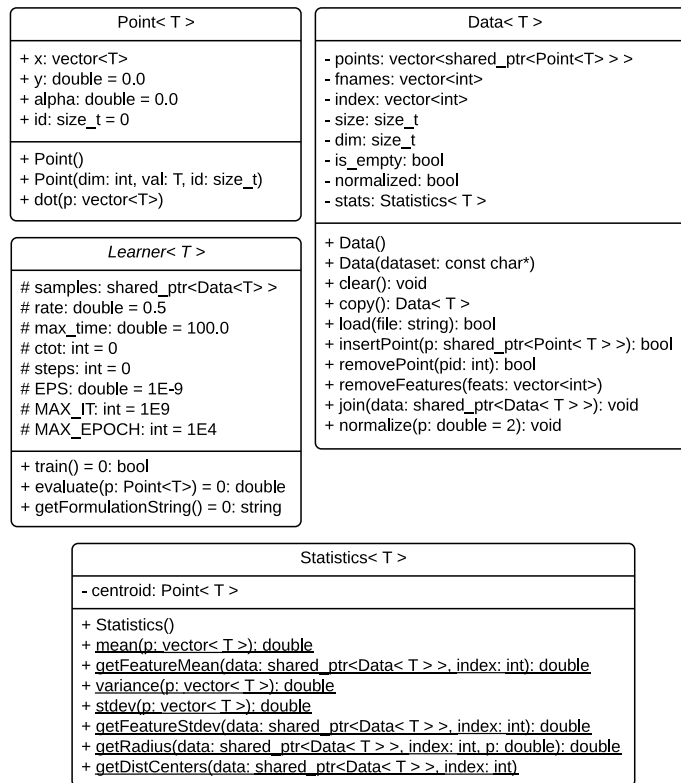 Point< T >
+ x: vector<T>
+ y: double = 0.0
+ alpha: double = 0.0
+ id: size_t = 0
+ Point()
+ Point(dim: int, val: T, id: size_t)
+ dot(p: vector<T>)
Learner< T >
# samples: shared_ptr<Data<T> >
# rate: double = 0.5
# max_time: double = 100.0
# ctot: int = 0
# steps: int = 0
# EPS: double = 1E-9
# MAX_IT: int = 1E9
# MAX_EPOCH: int = 1E4
+ train() = 0: bool
+ evaluate(p: Point<T>) = 0: double
+ getFormulationString() = 0: string
Data< T >
- points: vector<shared_ptr<Point<T> > >
- fnames: vector<int>
- index: vector<int>
- size: size_t
- dim: size_t
- is_empty: bool
- normalized: bool
- stats: Statistics< T >
+ Data()
+ Data(dataset: const char*)
+ clear(): void
+ copy(): Data< T >
+ load(file: string): bool
+ insertPoint(p: shared_ptr<Point< T > >): bool
+ removePoint(pid: int): bool
+ removeFeatures(feats: vector<int>)
+ join(data: shared_ptr<Data< T > >): void
+ normalize(p: double = 2): void
Statistics< T >
- centroid: Point< T >
+ Statistics()
+ mean(p: vector< T >): double
+ getFeatureMean(data: shared_ptr<Data< T > >, index: int): double
+ variance(p: vector< T >): double
+ stdev(p: vector< T >): double
+ getFeatureStdev(data: shared_ptr<Data< T > >, index: int): double
+ getRadius(data: shared_ptr<Data< T > >, index: int, p: double): double
+ getDistCenters(data: shared_ptr<Data< T > >, index: int)